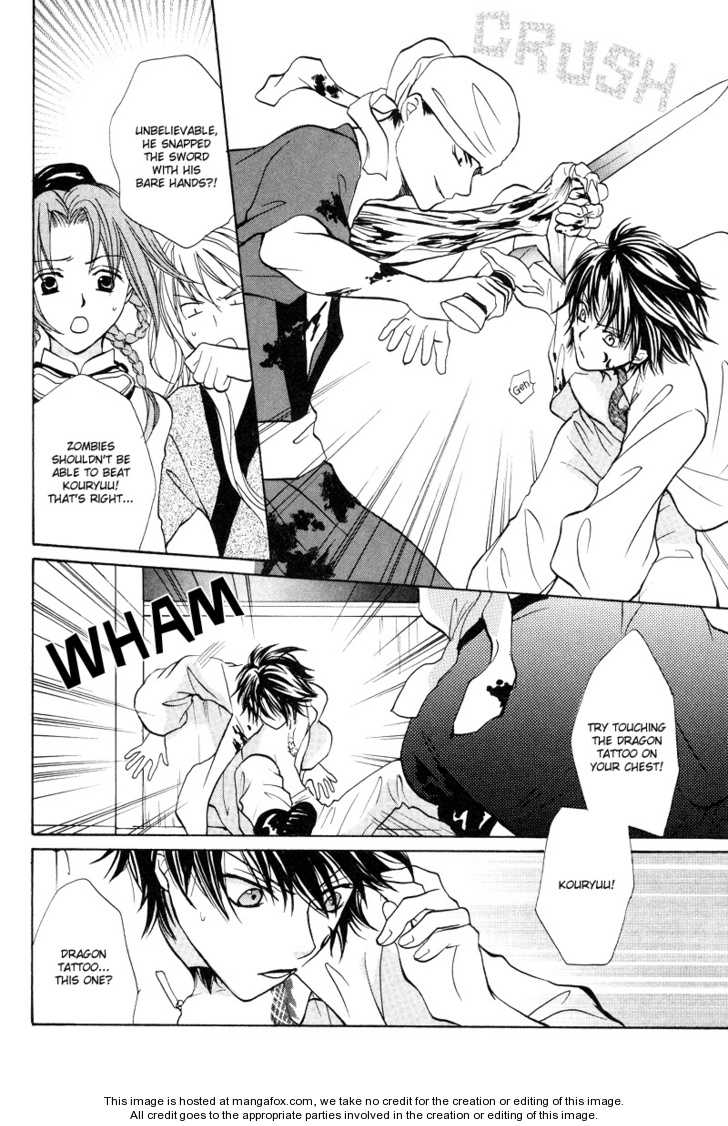 CRUSH
UNBELIEVABLE,
HE SNAPPED
THE SWORD
WITH HIS
BARE HANDS?!
Geh
ZOMBIES
SHOULDN'T BE
ABLE TO BEAT
KOURYUU!
THAT'S RIGHT...
WHAM
TRY TOUCHING
THE DRAGON
TATTOO ON
YOUR CHEST!
KOURYUU!
DRAGON
TATTOO...
THIS ONE?
This image is hosted at mangafox.com, we take no credit for the creation or editing of this image.
All credit goes to the appropriate parties involved in the creation or editing of this image.